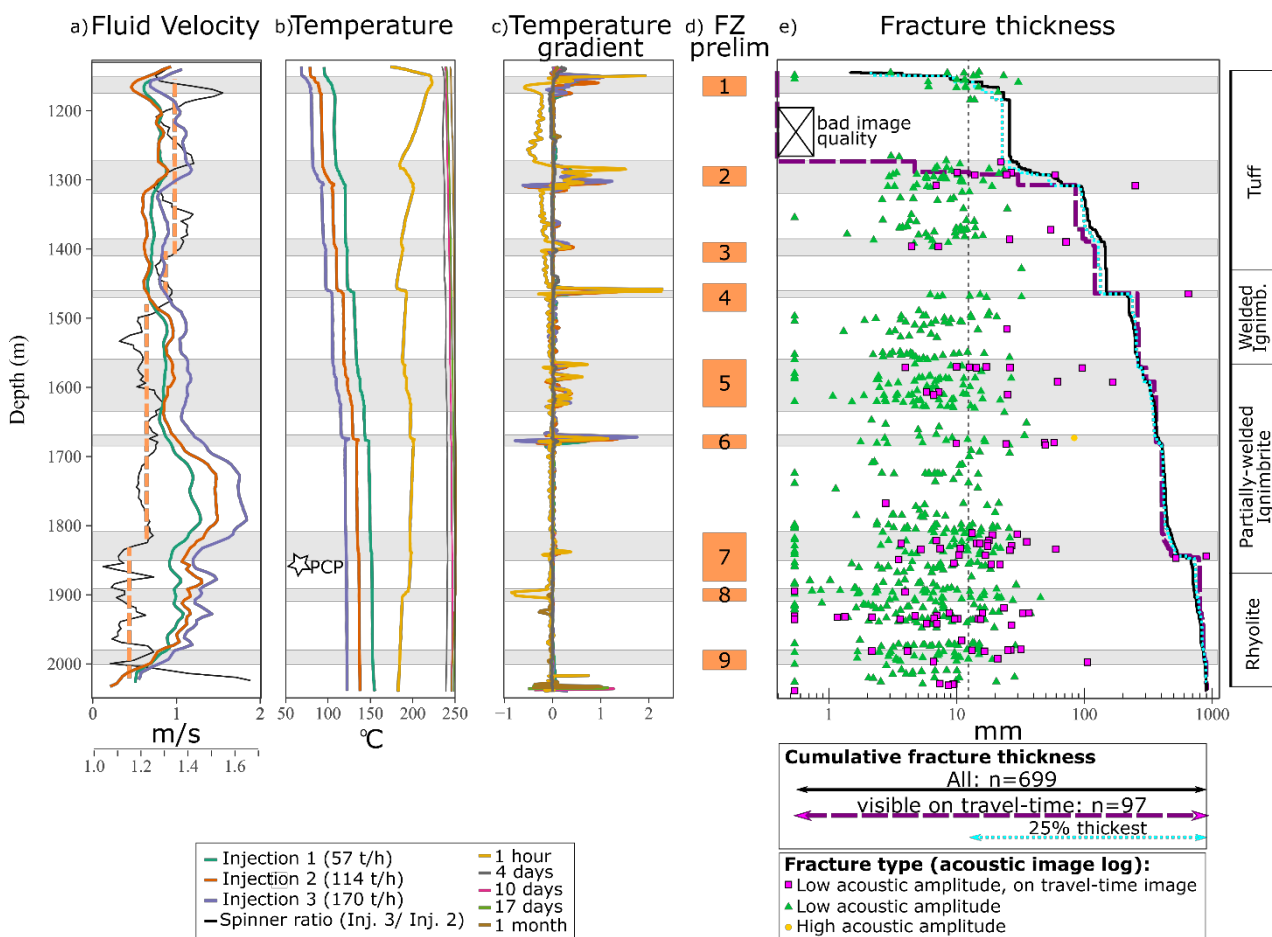 a) Fluid Velocity
b) Temperature
c) Temperature gradient
d) FZ prelim
e) Fracture thickness
Depth (m)
1200
1300
1400
1500
1600
1700
1800
1900
2000
0 1 2
m/s
1.0 1.2 1.4 1.6
PCP
50 100 150 200 250
°C
−1 0 1 2
1
2
3
4
5
6
7
8
9
bad image
quality
1 10 100 1000
mm
Tuff
Welded
Ignimb.
Partially-welded
Ignimbrite
Rhyolite
Cumulative fracture thickness
All: n=699
visible on travel-time: n=97
25% thickest
Fracture type (acoustic image log):
Low acoustic amplitude, on travel-time image
Low acoustic amplitude
High acoustic amplitude
Injection 1 (57 t/h)
Injection 2 (114 t/h)
Injection 3 (170 t/h)
Spinner ratio (Inj. 3/ Inj. 2)
1 hour
4 days
10 days
17 days
1 month